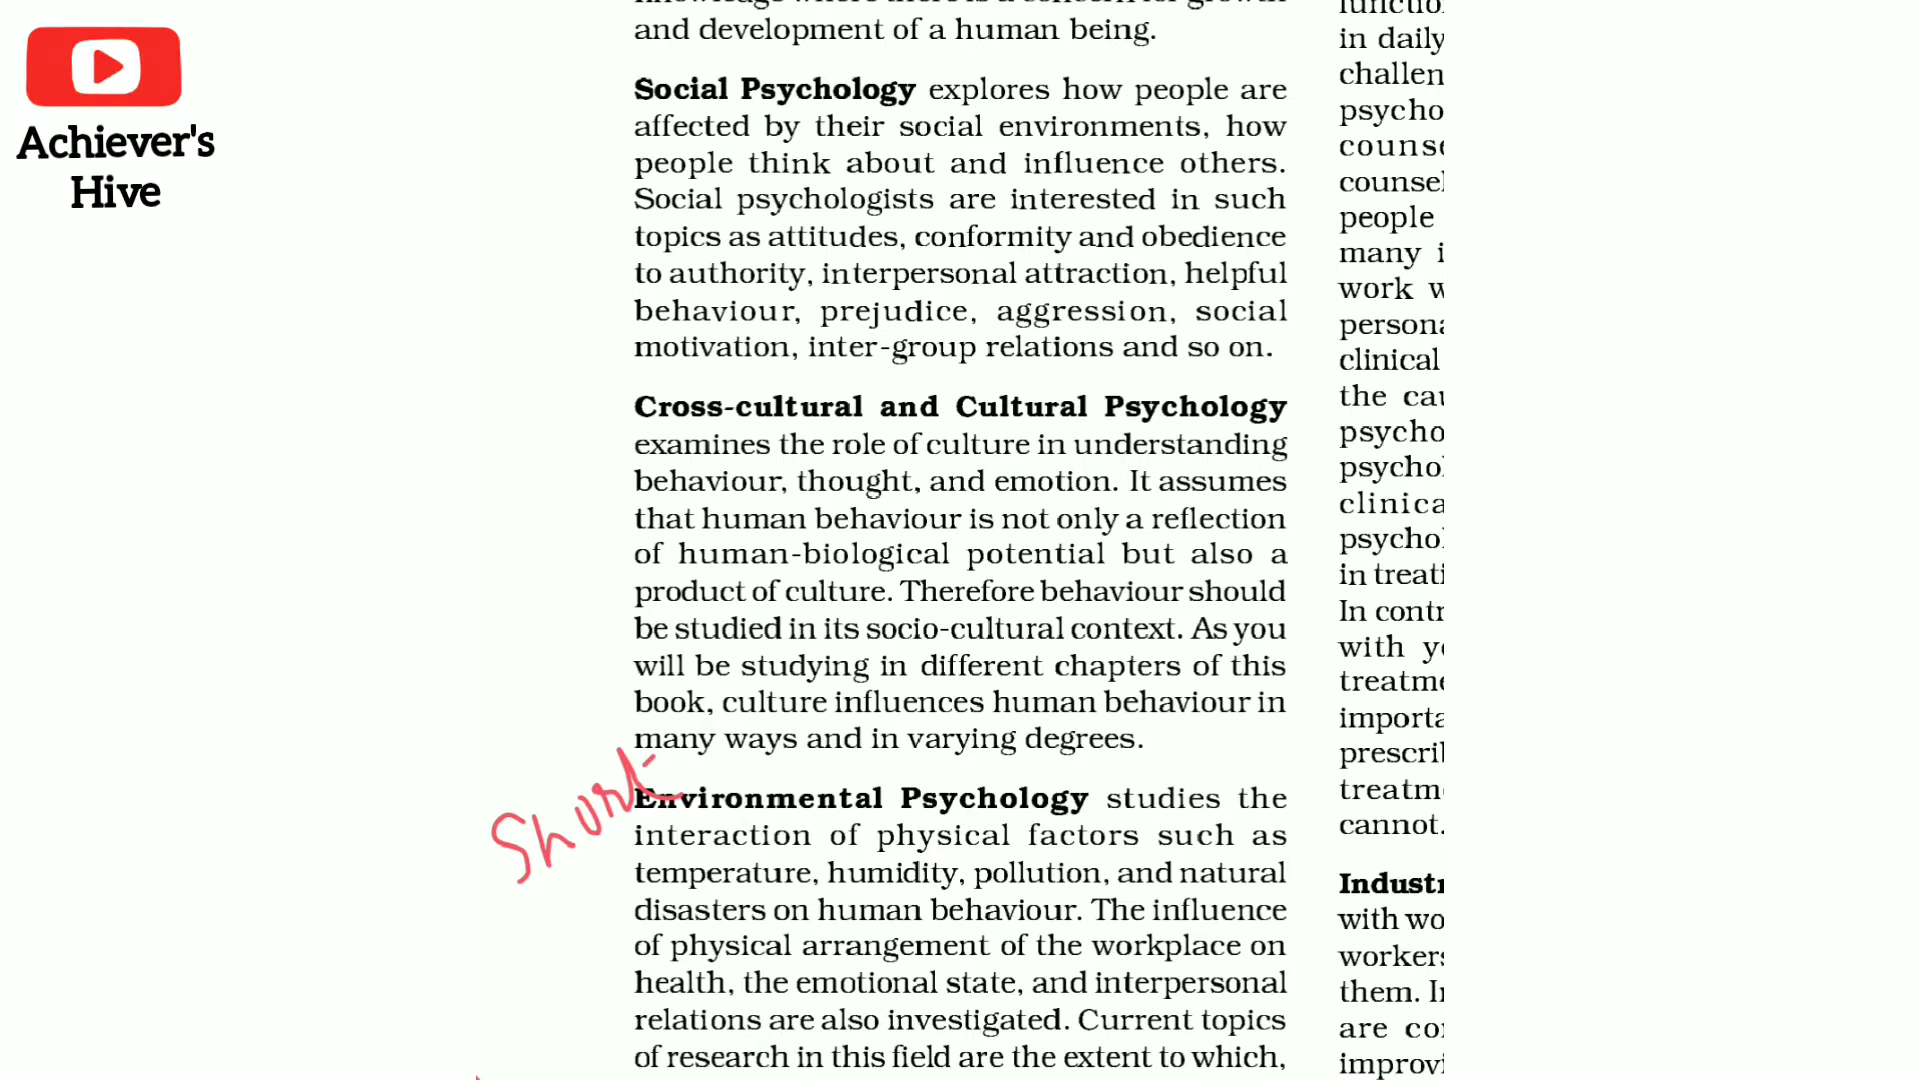 Achiever's
Hive
and development of a human being.
Social Psychology explores how people are
affected by their social environments, how
people think about and influence others.
Social psychologists are interested in such
topics as attitudes, conformity and obedience
to authority, interpersonal attraction, helpful
behaviour, prejudice, aggression, social
motivation, inter-group relations and so on.
Cross-cultural and Cultural Psychology
examines the role of culture in understanding
behaviour, thought, and emotion. It assumes
that human behaviour is not only a reflection
of human-biological potential but also a
product of culture. Therefore behaviour should
be studied in its socio-cultural context. As you
will be studying in different chapters of this
book, culture influences human behaviour in
many ways and in varying degrees.
Short
Environmental Psychology studies the
interaction of physical factors such as
temperature, humidity, pollution, and natural
disasters on human behaviour. The influence
of physical arrangement of the workplace on
health, the emotional state, and interpersonal
relations are also investigated. Current topics
of research in this field are the extent to which,
in daily
people
many
work
clinical
the
in
In
with
cannot.
with
them.
are